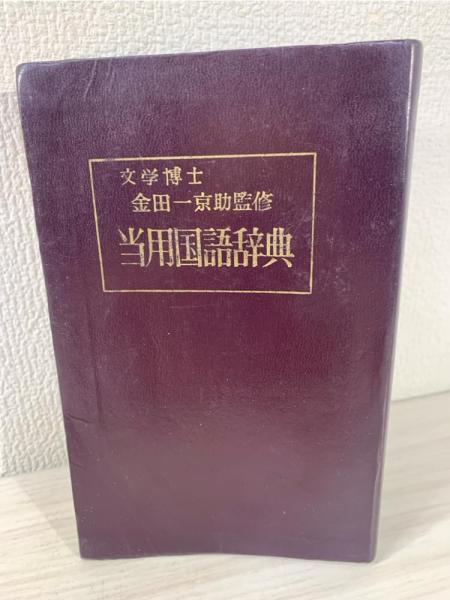 文学博士
金田一京助監修
当用国語辞典